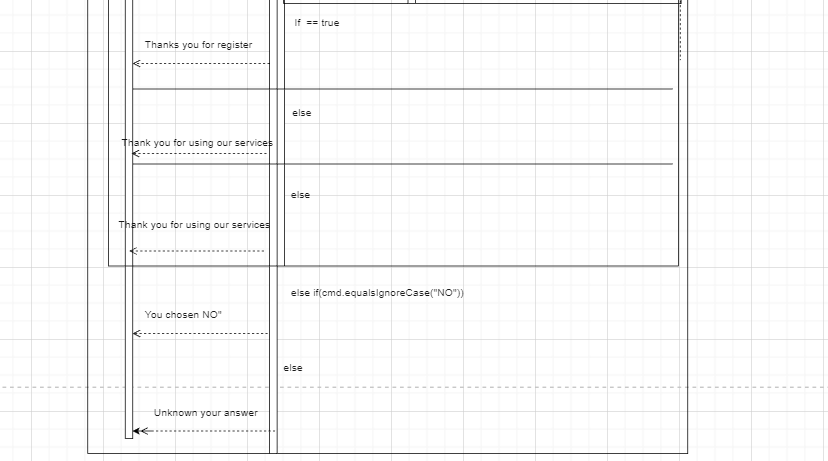 If == true
Thanks you for register
else
Thank you for using our services
else
Thank you for using our services
else if(cmd.equalsIgnoreCase("NO"))
You chosen NO"
else
Unknown your answer